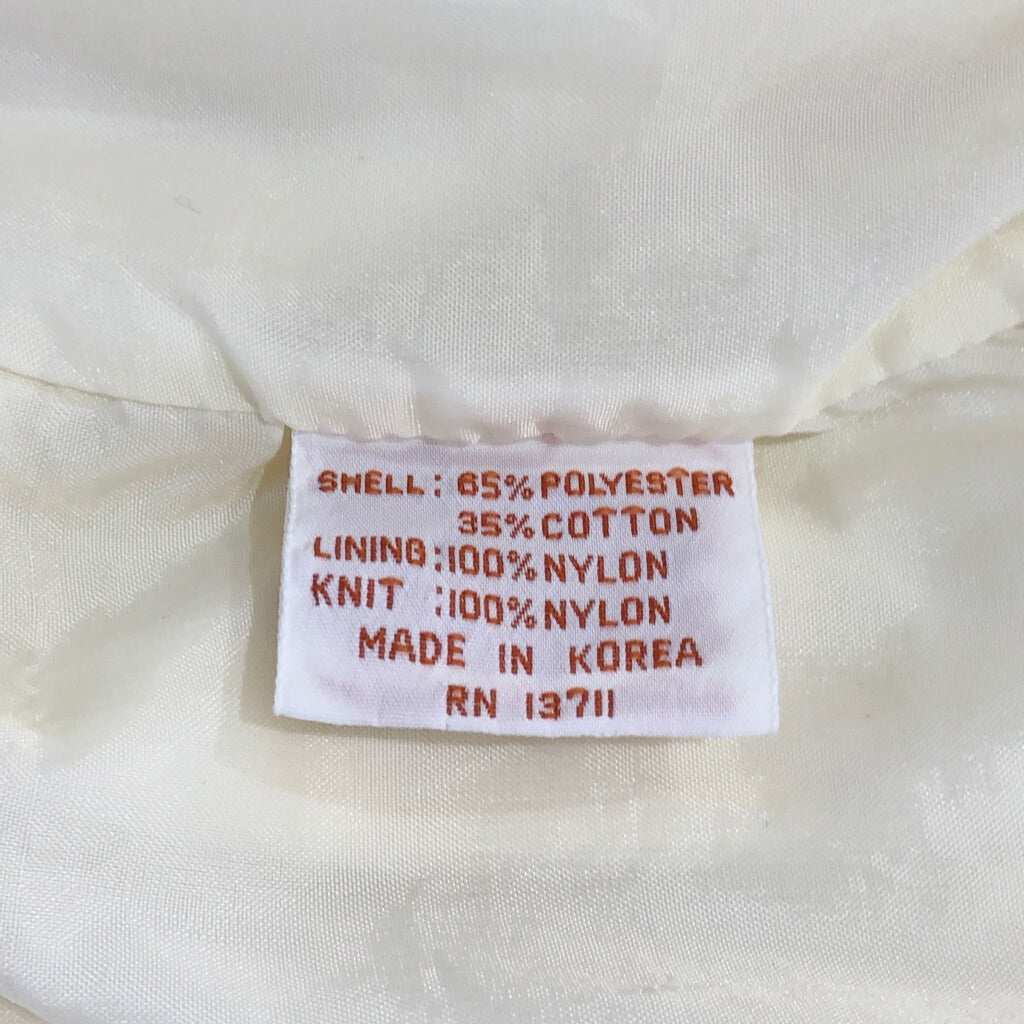 SHELL: 65% POLYESTER
35% COTTON
LINING: 100% NYLON
KNIT : 100% NYLON
MADE IN KOREA
RN 13711